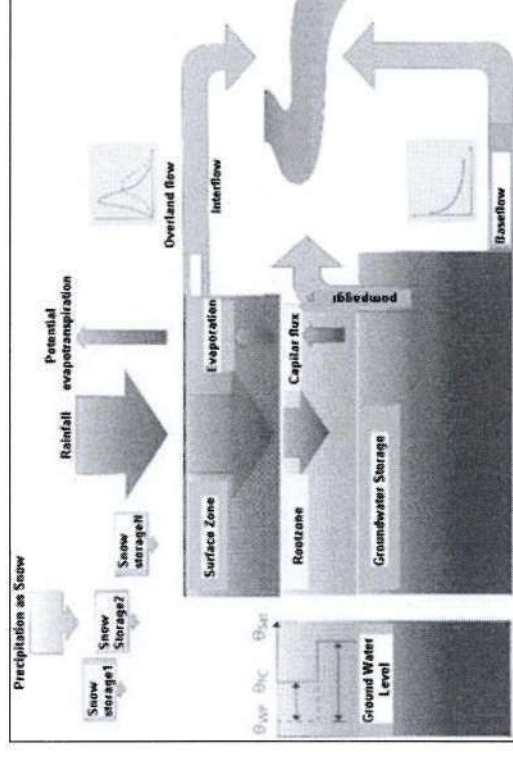 Precipitation as Snow
Snow
storage1
Snow
Storage2
Snow
storageN
Rainfall
Potential
evapotranspiration
Overland flow
Interflow
Surface Zone
Evaporation
Rootzone
Capilar flux
pompaggi
Groundwater Storage
Baseflow
θWP
θFC
θSat
Ground Water
Level